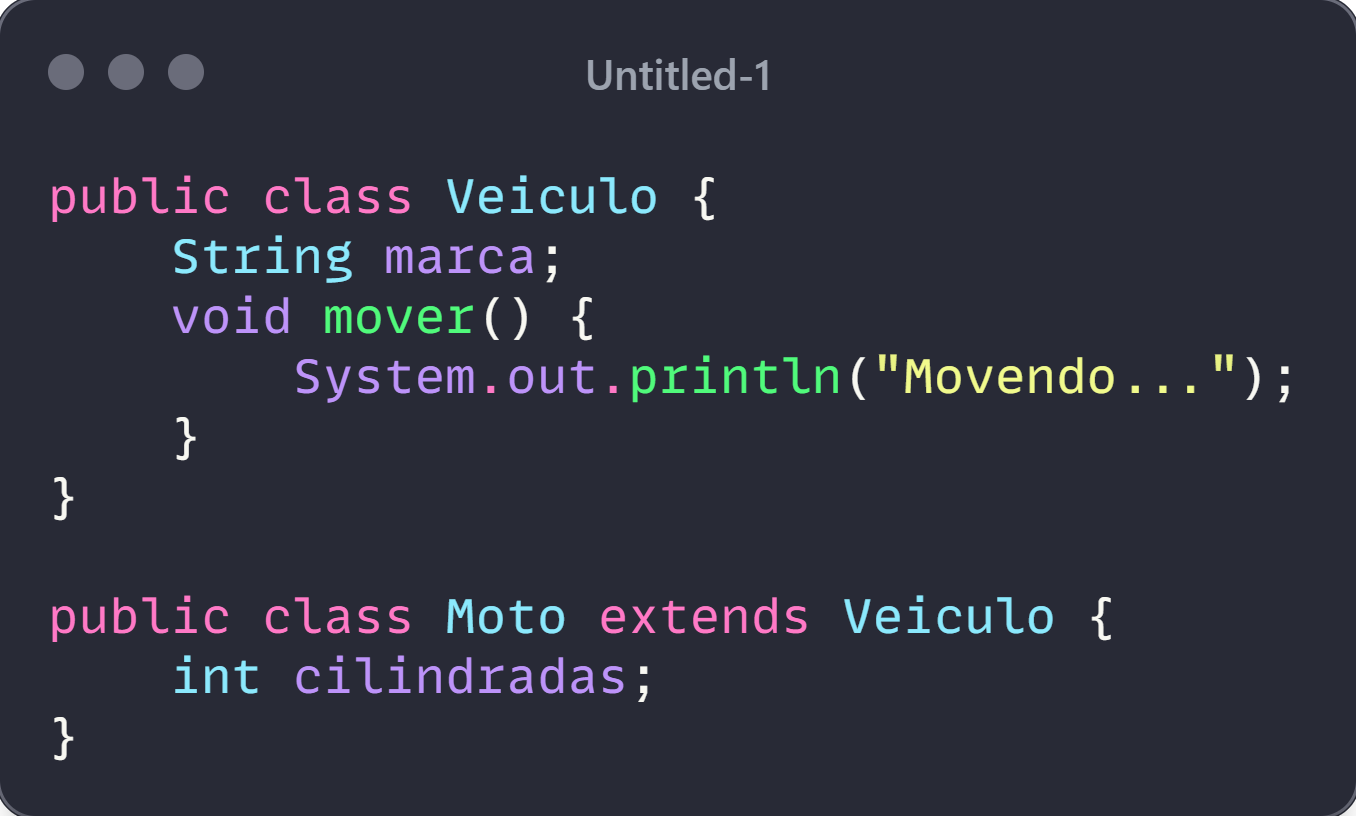 Untitled-1
public class Veiculo {
    String marca;
    void mover() {
        System.out.println("Movendo...");
    }
}

public class Moto extends Veiculo {
    int cilindradas;
}